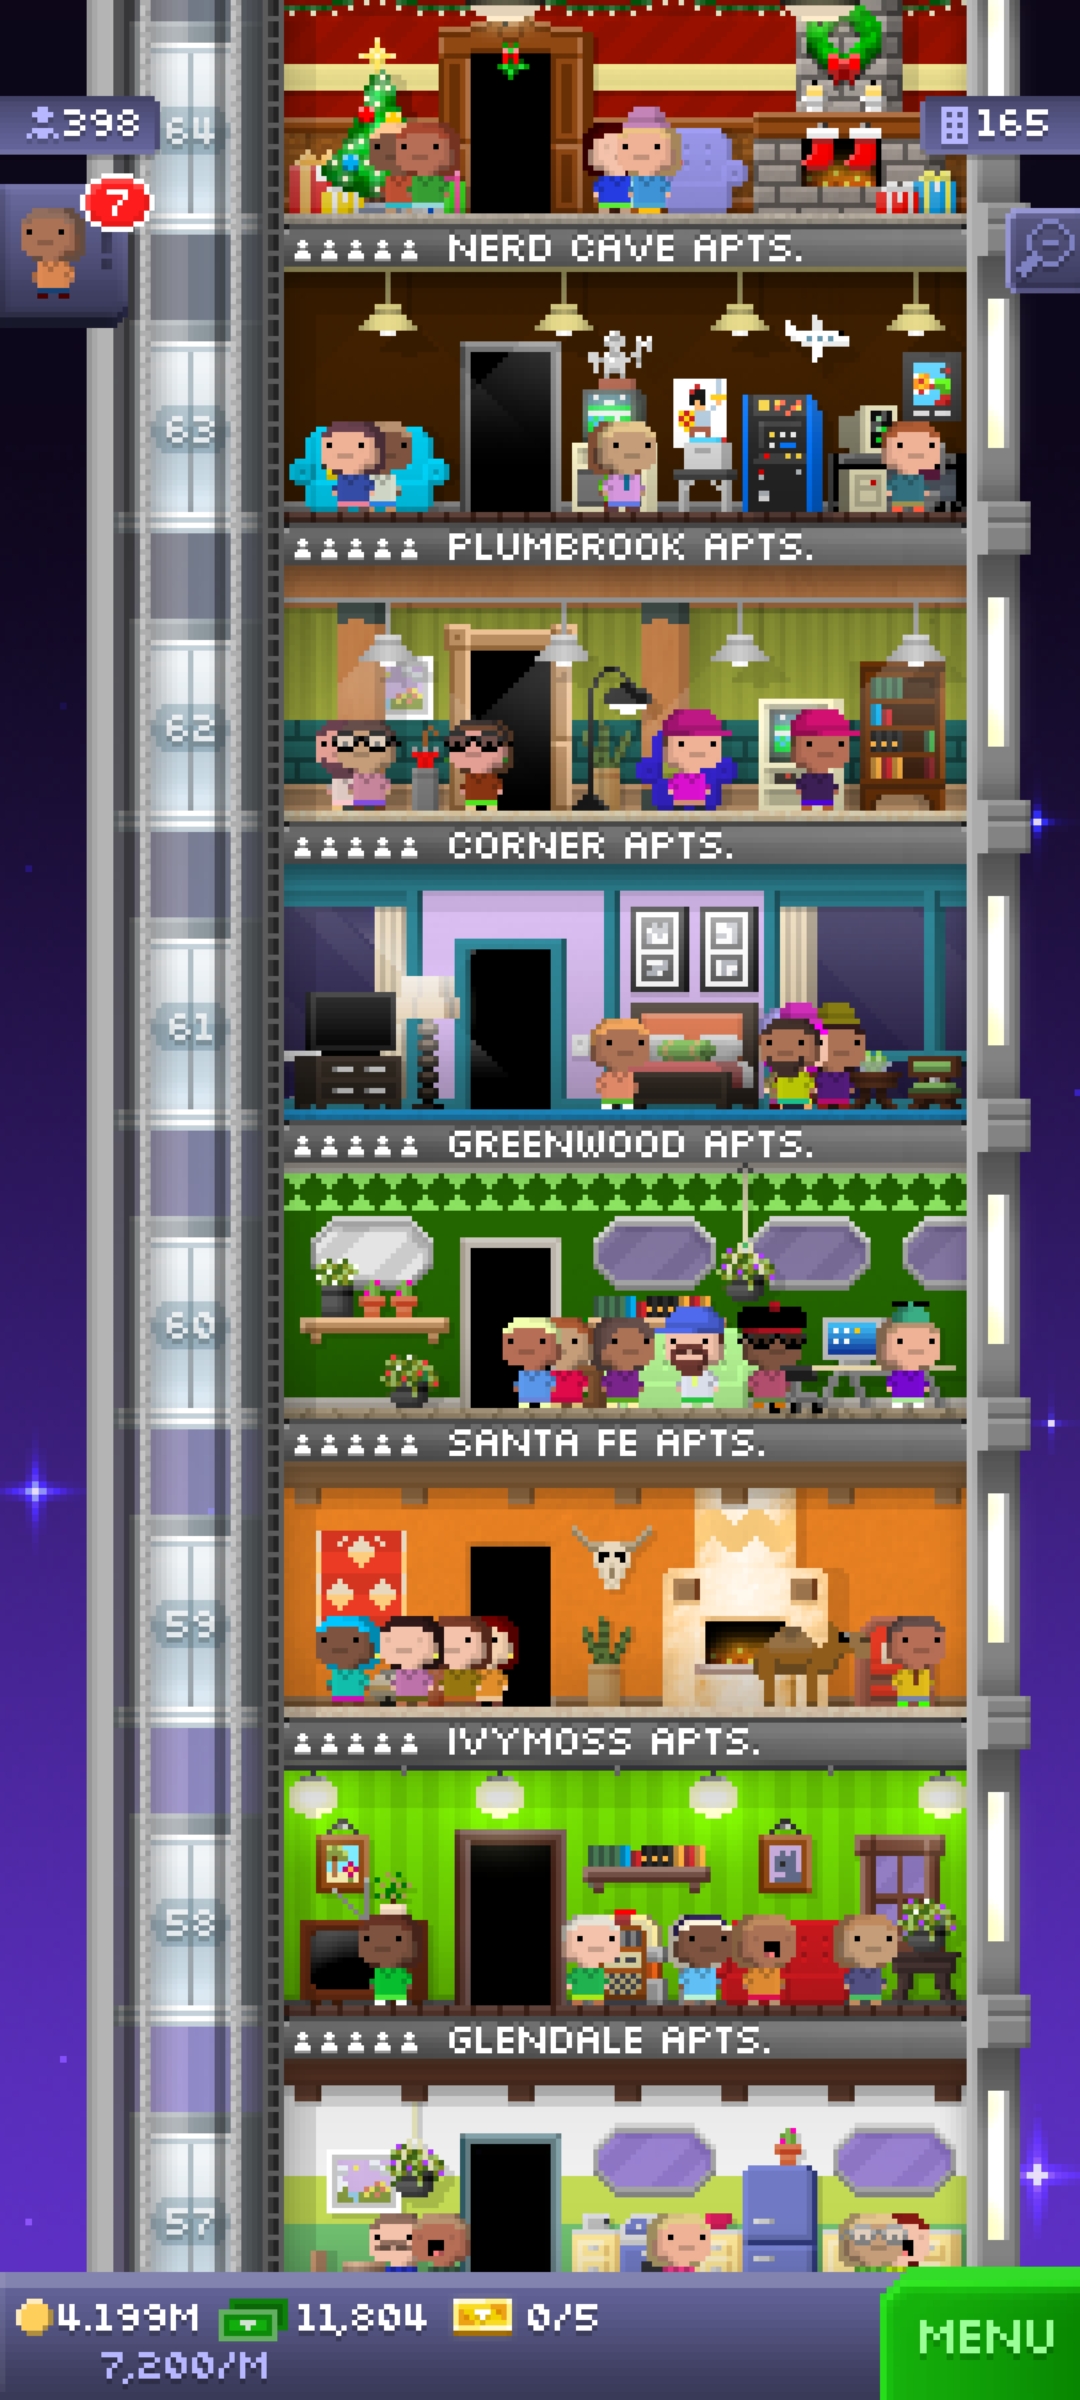 398
64
165
7
NERD CAVE APTS.
63
PLUMBROOK APTS.
62
CORNER APTS.
61
GREENWOOD APTS.
60
SANTA FE APTS.
59
IVYMOSS APTS.
58
GLENDALE APTS.
57
4.199M 11,804 0/5
7,200/M
MENU